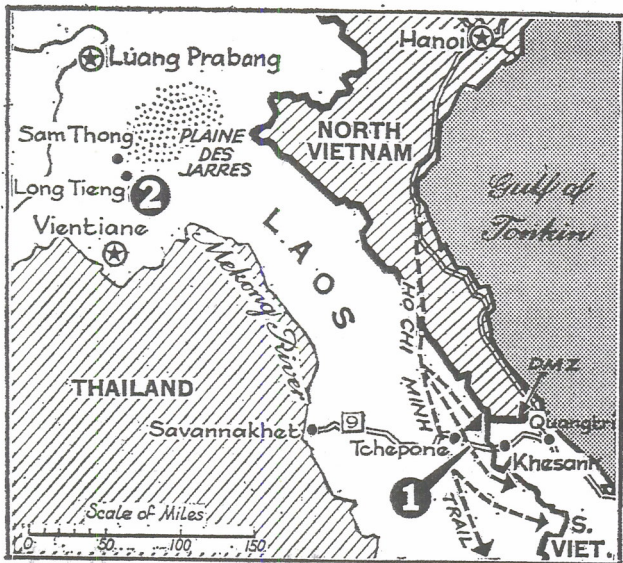 Hanoi
Luang Prabang
Sam Thong
PLAINE
DES
JARRES
NORTH
VIETNAM
Long Tieng
2
Gulf of
Tonkin
Vientiane
LAOS
Mekong River
HO CHI MINH TRAIL
THAILAND
DMZ
Savannakhet
9
Tchepone
Quangtri
Khesanh
1
Scale of Miles
0 50 100 150
S.
VIET.